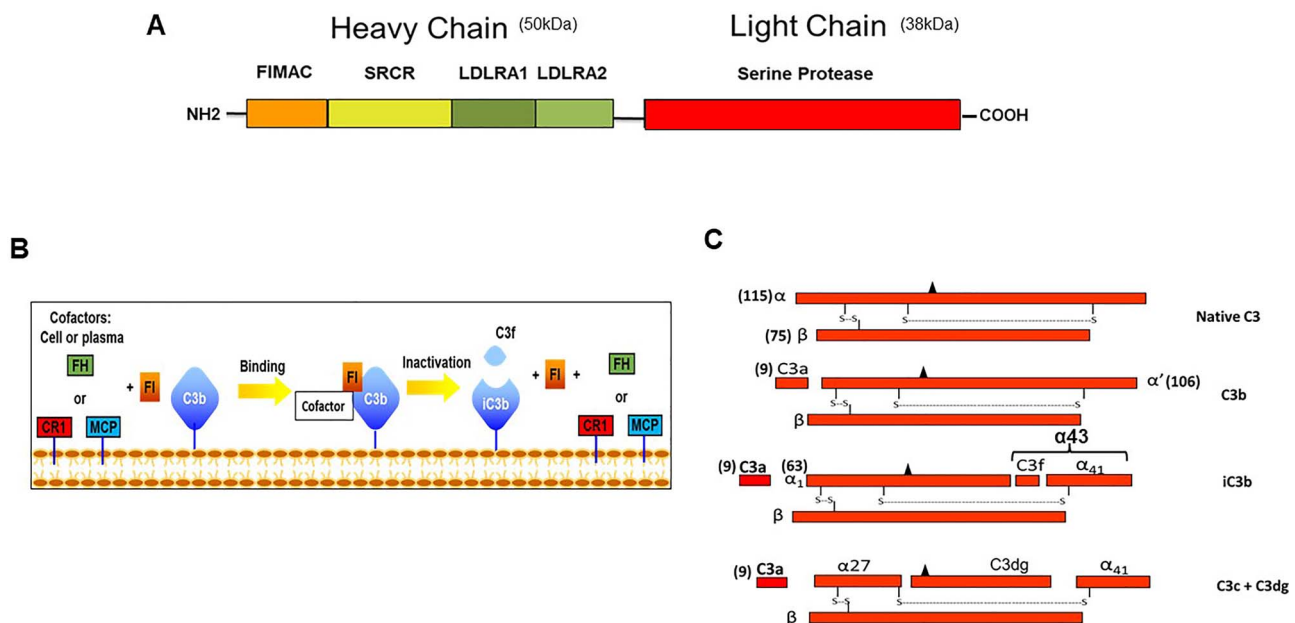 A
Heavy Chain (50kDa)
Light Chain (38kDa)
FIMAC SRCR LDLRA1 LDLRA2 Serine Protease
NH2
COOH
B
Cofactors:
Cell or plasma
FH
or
CR1 MCP
+ FI
C3b
Binding
FI
Cofactor C3b
Inactivation
C3f
iC3b
+ FI +
FH
or
CR1 MCP
C
(115) α
S--S S S
(75) β
Native C3
(9) C3a
α′(106)
S--S S S
β
C3b
α43
(9) C3a (63) C3f α41
α1
iC3b
S--S S S
β
(9) C3a α27 C3dg α41
C3c + C3dg
S--S S S
β